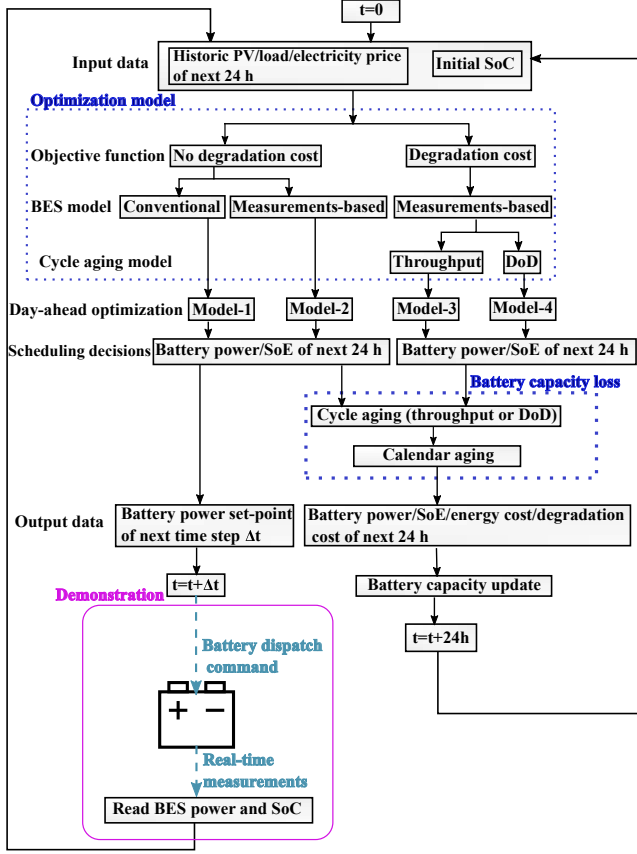 t=0
Input data
Historic PV/load/electricity price
of next 24 h
Initial SoC
Optimization model
Objective function
No degradation cost
Degradation cost
BES model
Conventional
Measurements-based
Measurements-based
Cycle aging model
Throughput
DoD
Day-ahead optimization
Model-1
Model-2
Model-3
Model-4
Scheduling decisions
Battery power/SoE of next 24 h
Battery power/SoE of next 24 h
Battery capacity loss
Cycle aging (throughput or DoD)
Calendar aging
Output data
Battery power set-point
of next time step Δt
Battery power/SoE/energy cost/degradation
cost of next 24 h
t=t+Δt
Battery capacity update
Demonstration
t=t+24h
Battery dispatch
command
+ −
Real-time
measurements
Read BES power and SoC